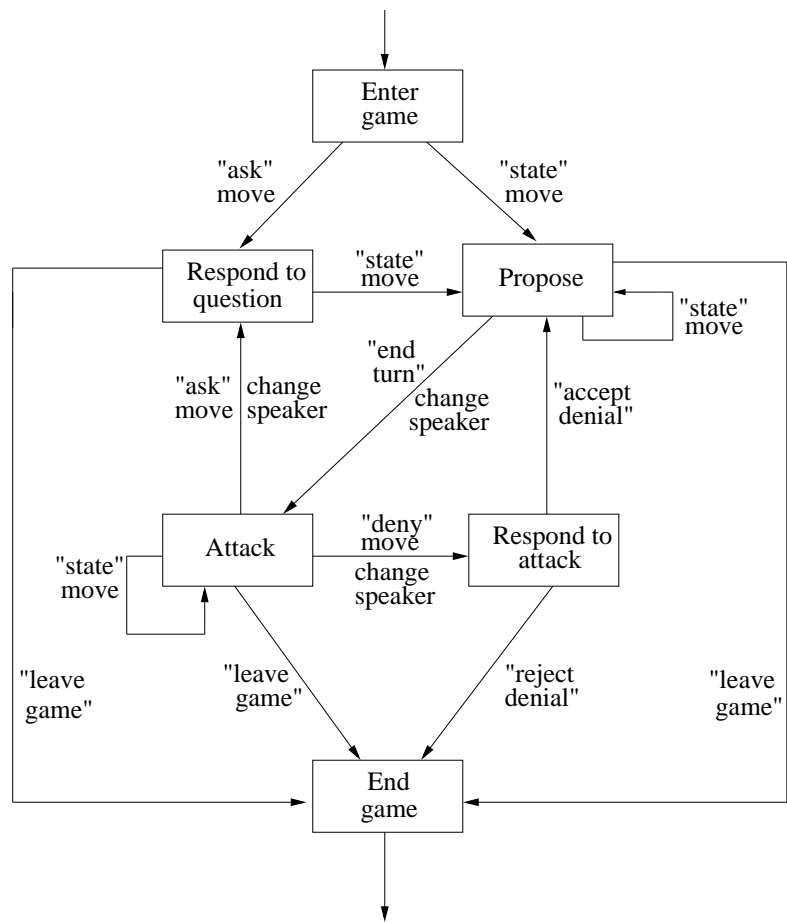 Enter
game
"ask"
move
"state"
move
Respond to
question
"state"
move
Propose
"state"
move
"ask"
move
change
speaker
"end
turn"
change
speaker
"accept
denial"
Attack
"deny"
move
change
speaker
Respond to
attack
"state"
move
"leave
game"
"leave
game"
"reject
denial"
"leave
game"
End
game